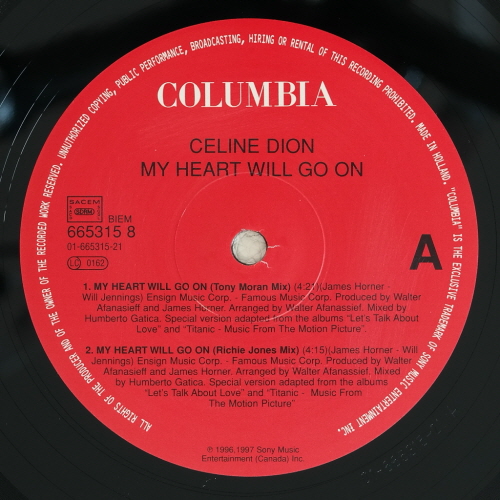 ALL RIGHTS OF THE PRODUCER AND OF THE OWNER OF THE RECORDED WORK RESERVED. UNAUTHORIZED COPYING, PUBLIC PERFORMANCE, BROADCASTING, HIRING OR RENTAL OF THIS RECORDING PROHIBITED. MADE IN HOLLAND. "COLUMBIA" IS THE EXCLUSIVE TRADEMARK OF SONY MUSIC ENTERTAINMENT INC.
COLUMBIA
CELINE DION
MY HEART WILL GO ON
SACEM
SDRM
BIEM
665315 8
01-665315-21
LC 0162
A
1. MY HEART WILL GO ON (Tony Moran Mix) (4:21)(James Horner -
Will Jennings) Ensign Music Corp. - Famous Music Corp. Produced by Walter
Afanasieff and James Horner. Arranged by Walter Afanassief. Mixed by
Humberto Gatica. Special version adapted from the albums "Let's Talk About
Love" and "Titanic - Music From The Motion Picture".
2. MY HEART WILL GO ON (Richie Jones Mix) (4:15)(James Horner - Will
Jennings) Ensign Music Corp. - Famous Music Corp. Produced by Walter
Afanasieff and James Horner. Arranged by Walter Afanassief. Mixed
by Humberto Gatica. Special version adapted from the albums
"Let's Talk About Love" and "Titanic - Music From
The Motion Picture"
℗ 1996,1997 Sony Music
Entertainment (Canada) Inc.